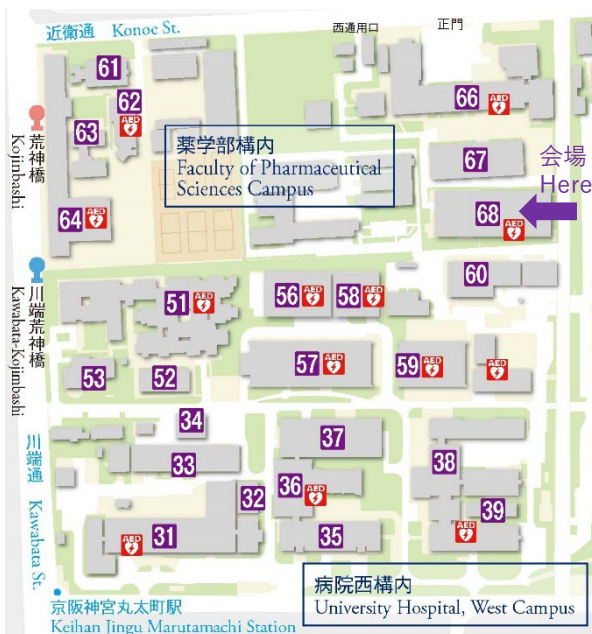 近衛通 Konoe St.
西通用口
正門
61
62
AED
66
AED
63
荒神橋
Kojinbashi
薬学部構内
Faculty of Pharmaceutical
Sciences Campus
67
会場
Here
64
AED
68
AED
川端荒神橋
Kawabata-Kojimbashi
51
AED
56
AED
58
AED
60
53
52
57
AED
59
AED
AED
34
37
川端通 Kawabata St.
33
38
32
36
AED
39
31
AED
35
AED
病院西構内
University Hospital, West Campus
京阪神宮丸太町駅
Keihan Jingu Marutamachi Station